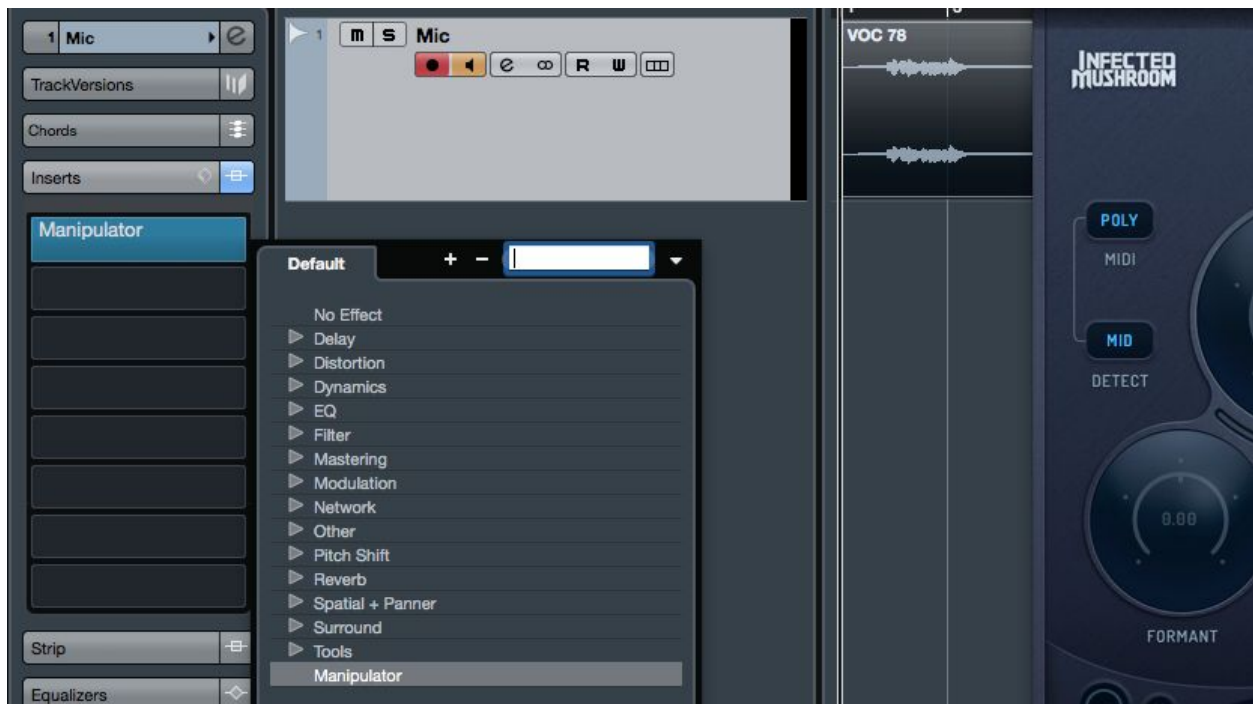 1 Mic
TrackVersions
Chords
Inserts
Manipulator
Strip
Equalizers
1 m S Mic
e R W
Default + -
No Effect
Delay
Distortion
Dynamics
EQ
Filter
Mastering
Modulation
Network
Other
Pitch Shift
Reverb
Spatial + Panner
Surround
Tools
Manipulator
VOC 78
INFECTED
MUSHROOM
POLY
MIDI
MID
DETECT
0.00
FORMANT